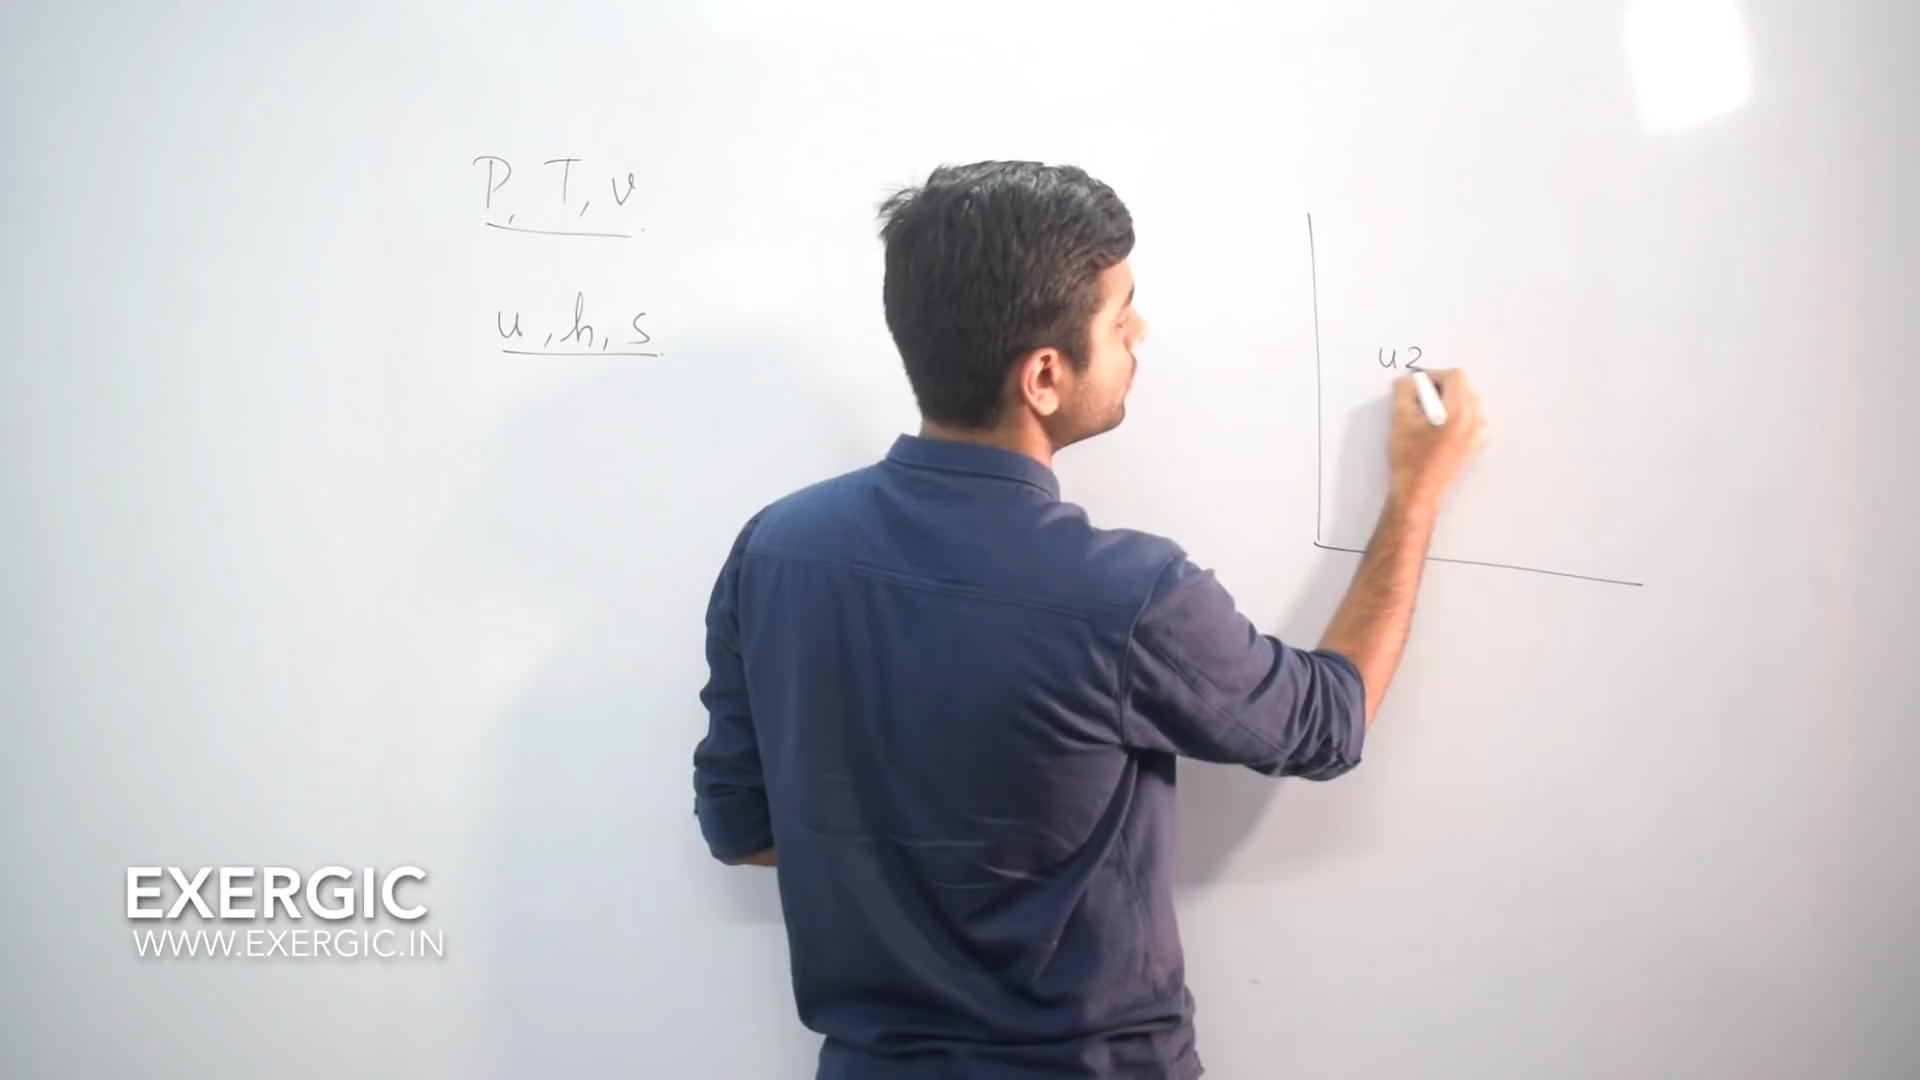 P, T, v
u, h, s
u2
EXERGIC
WWW.EXERGIC.IN